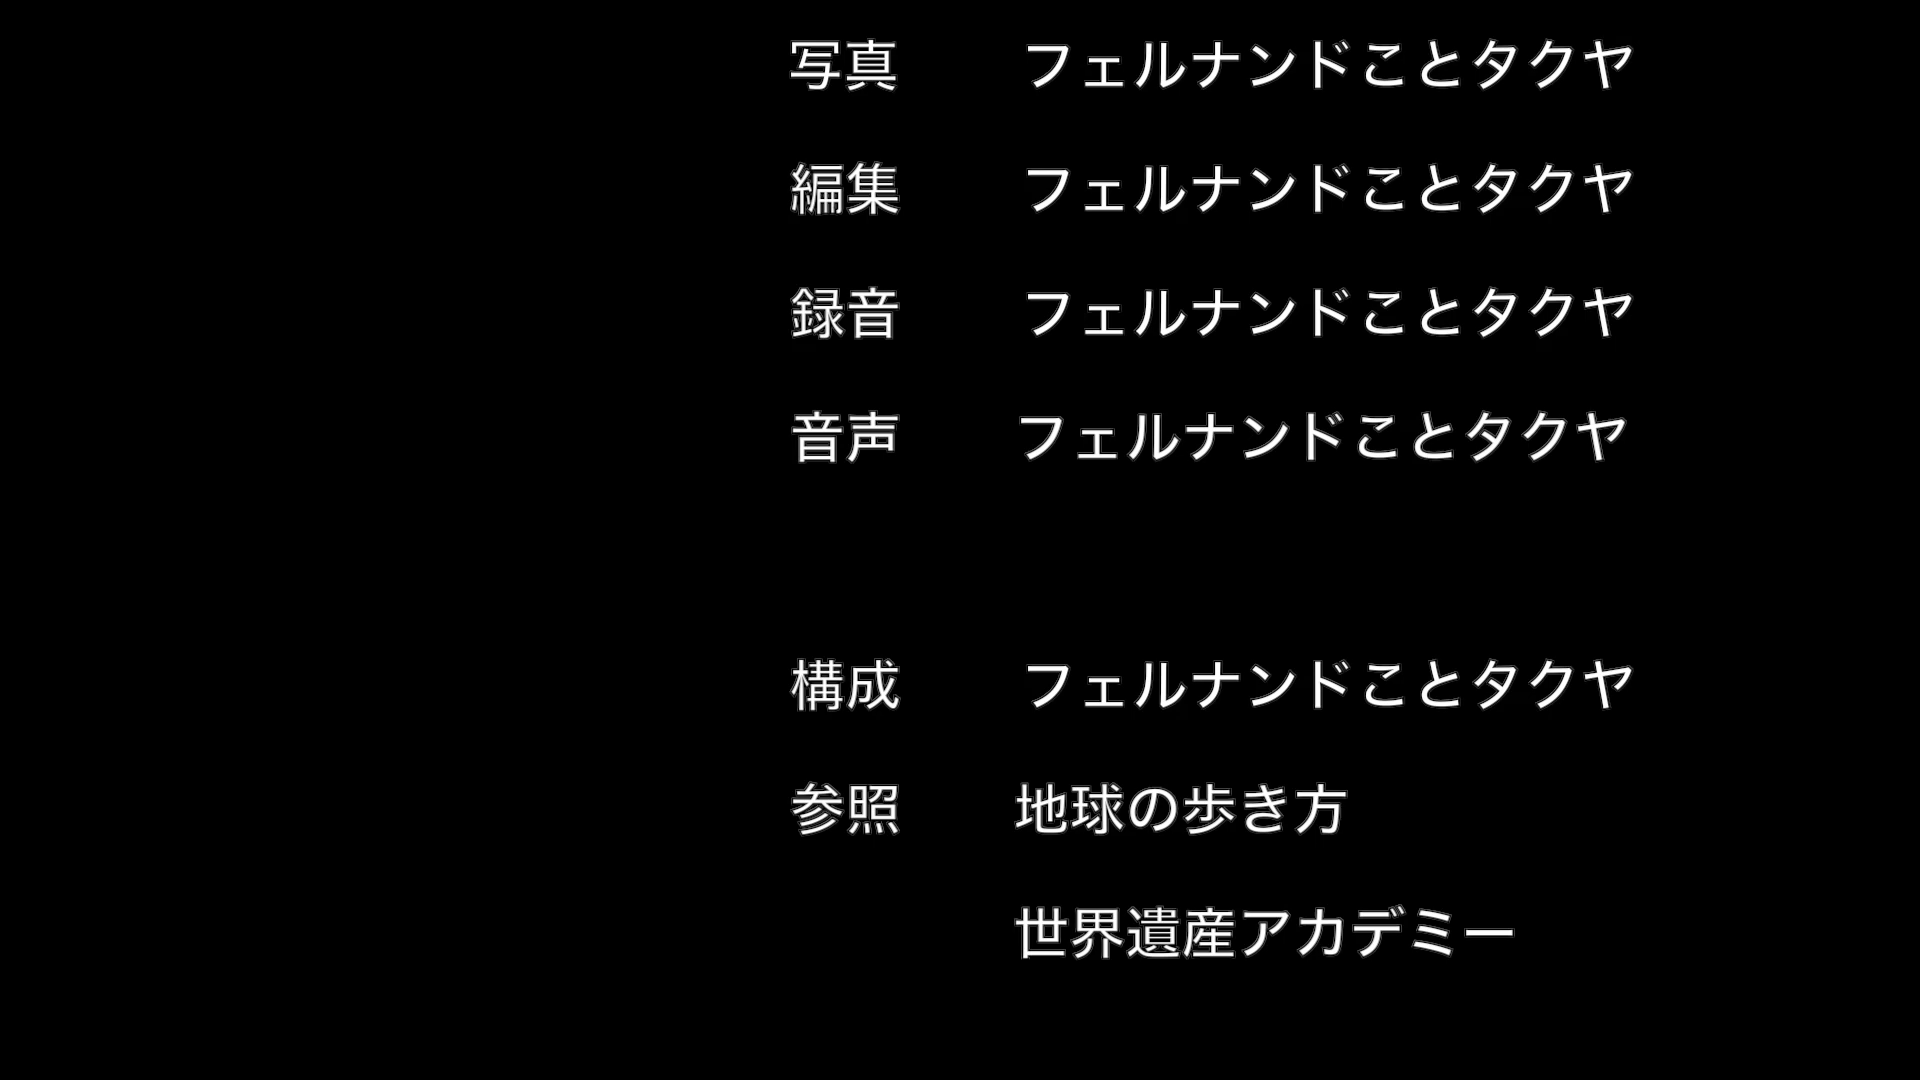 写真 フェルナンドことタクヤ
編集 フェルナンドことタクヤ
録音 フェルナンドことタクヤ
音声 フェルナンドことタクヤ
構成 フェルナンドことタクヤ
参照 地球の歩き方
世界遺産アカデミー